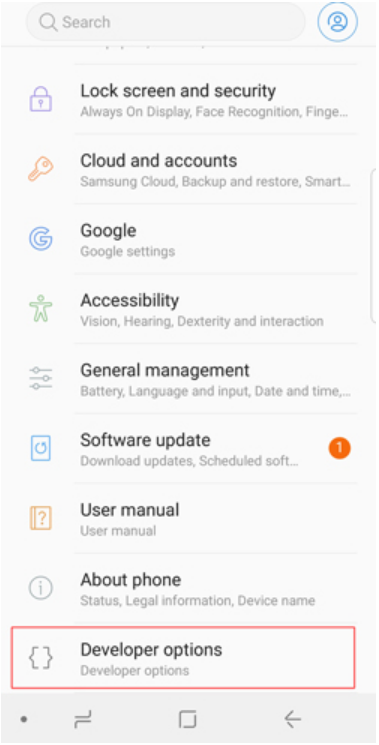 Search
Lock screen and security
Always On Display, Face Recognition, Finge...
Cloud and accounts
Samsung Cloud, Backup and restore, Smart...
Google
Google settings
Accessibility
Vision, Hearing, Dexterity and interaction
General management
Battery, Language and input, Date and time,...
Software update
1
Download updates, Scheduled soft...
User manual
User manual
About phone
Status, Legal information, Device name
Developer options
Developer options